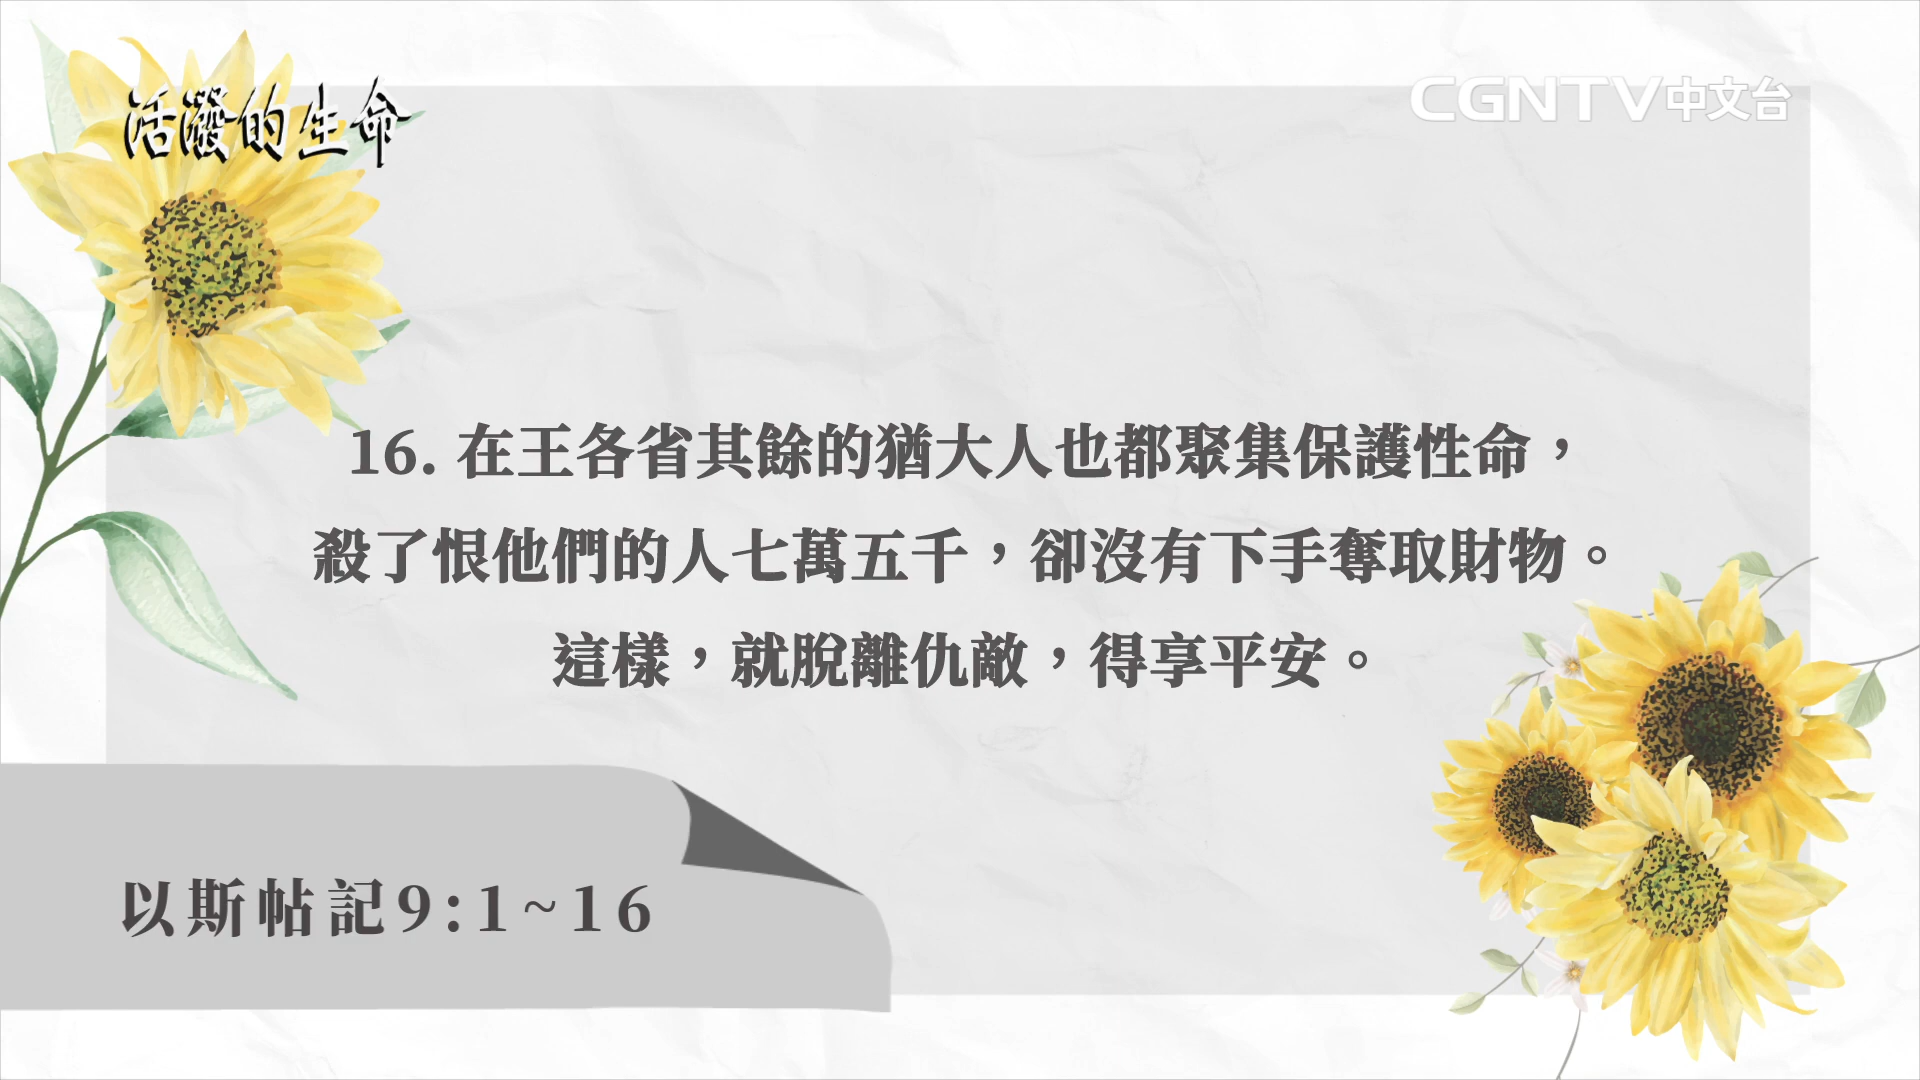 活潑的生命
CGNTV中文台
16. 在王各省其餘的猶大人也都聚集保護性命，
殺了恨他們的人七萬五千，卻沒有下手奪取財物。
這樣，就脫離仇敵，得享平安。
以斯帖記9:1~16